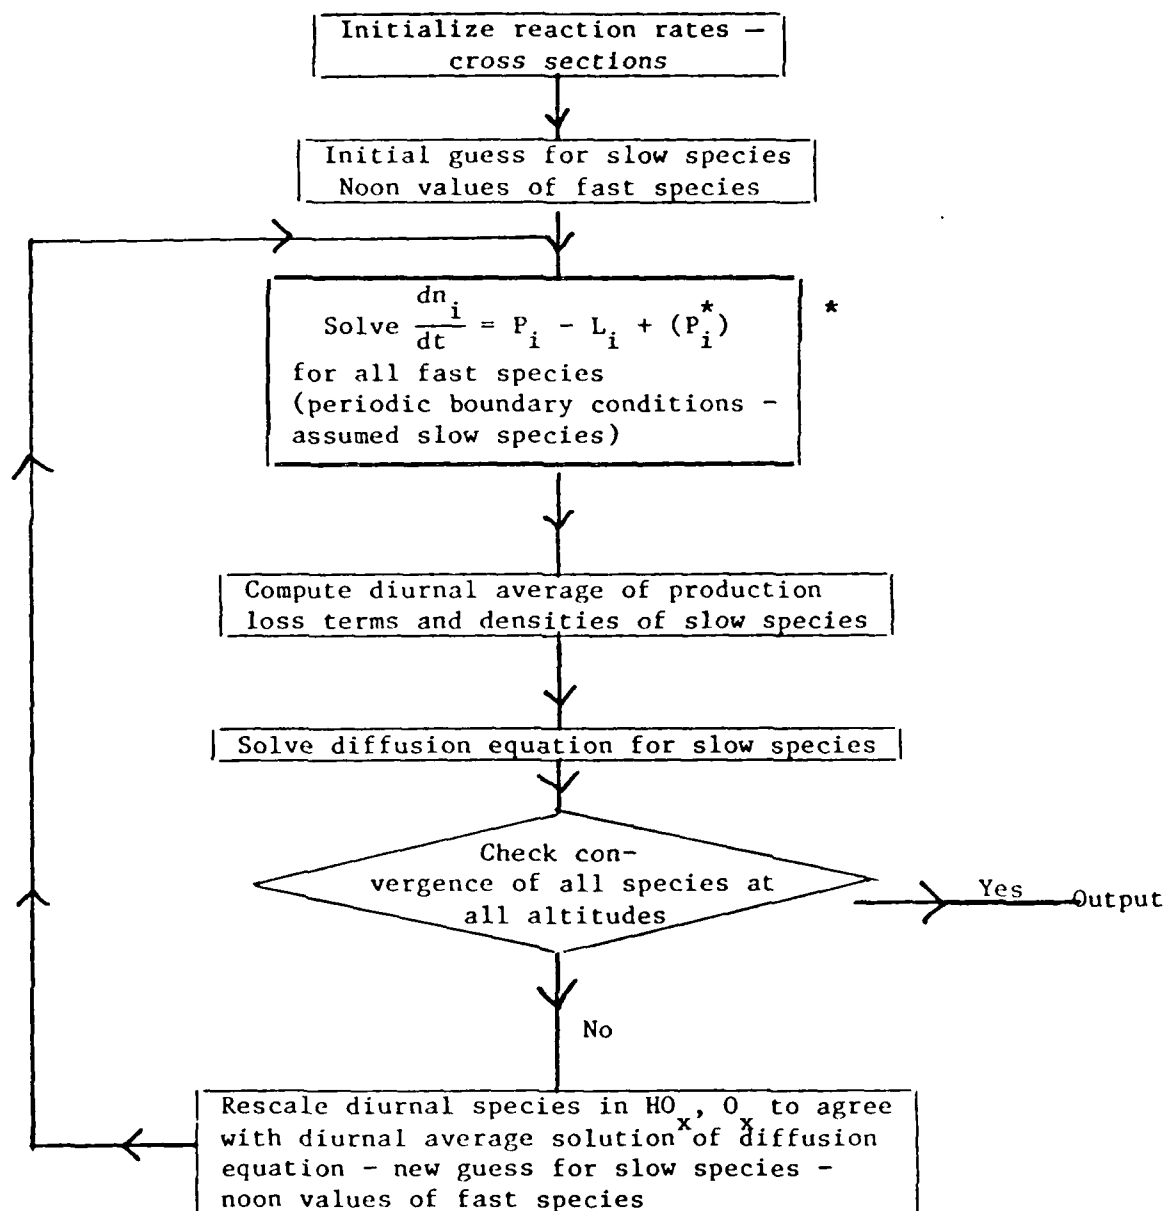 Initialize reaction rates —
cross sections
Initial guess for slow species
Noon values of fast species
Solve dn_i/dt = P_i - L_i + (P_i^*)
*
for all fast species
(periodic boundary conditions -
assumed slow species)
Compute diurnal average of production
loss terms and densities of slow species
Solve diffusion equation for slow species
Check con-
vergence of all species at
all altitudes
Yes
Output
No
Rescale diurnal species in HO_x, O_x to agree
with diurnal average solution of diffusion
equation - new guess for slow species -
noon values of fast species